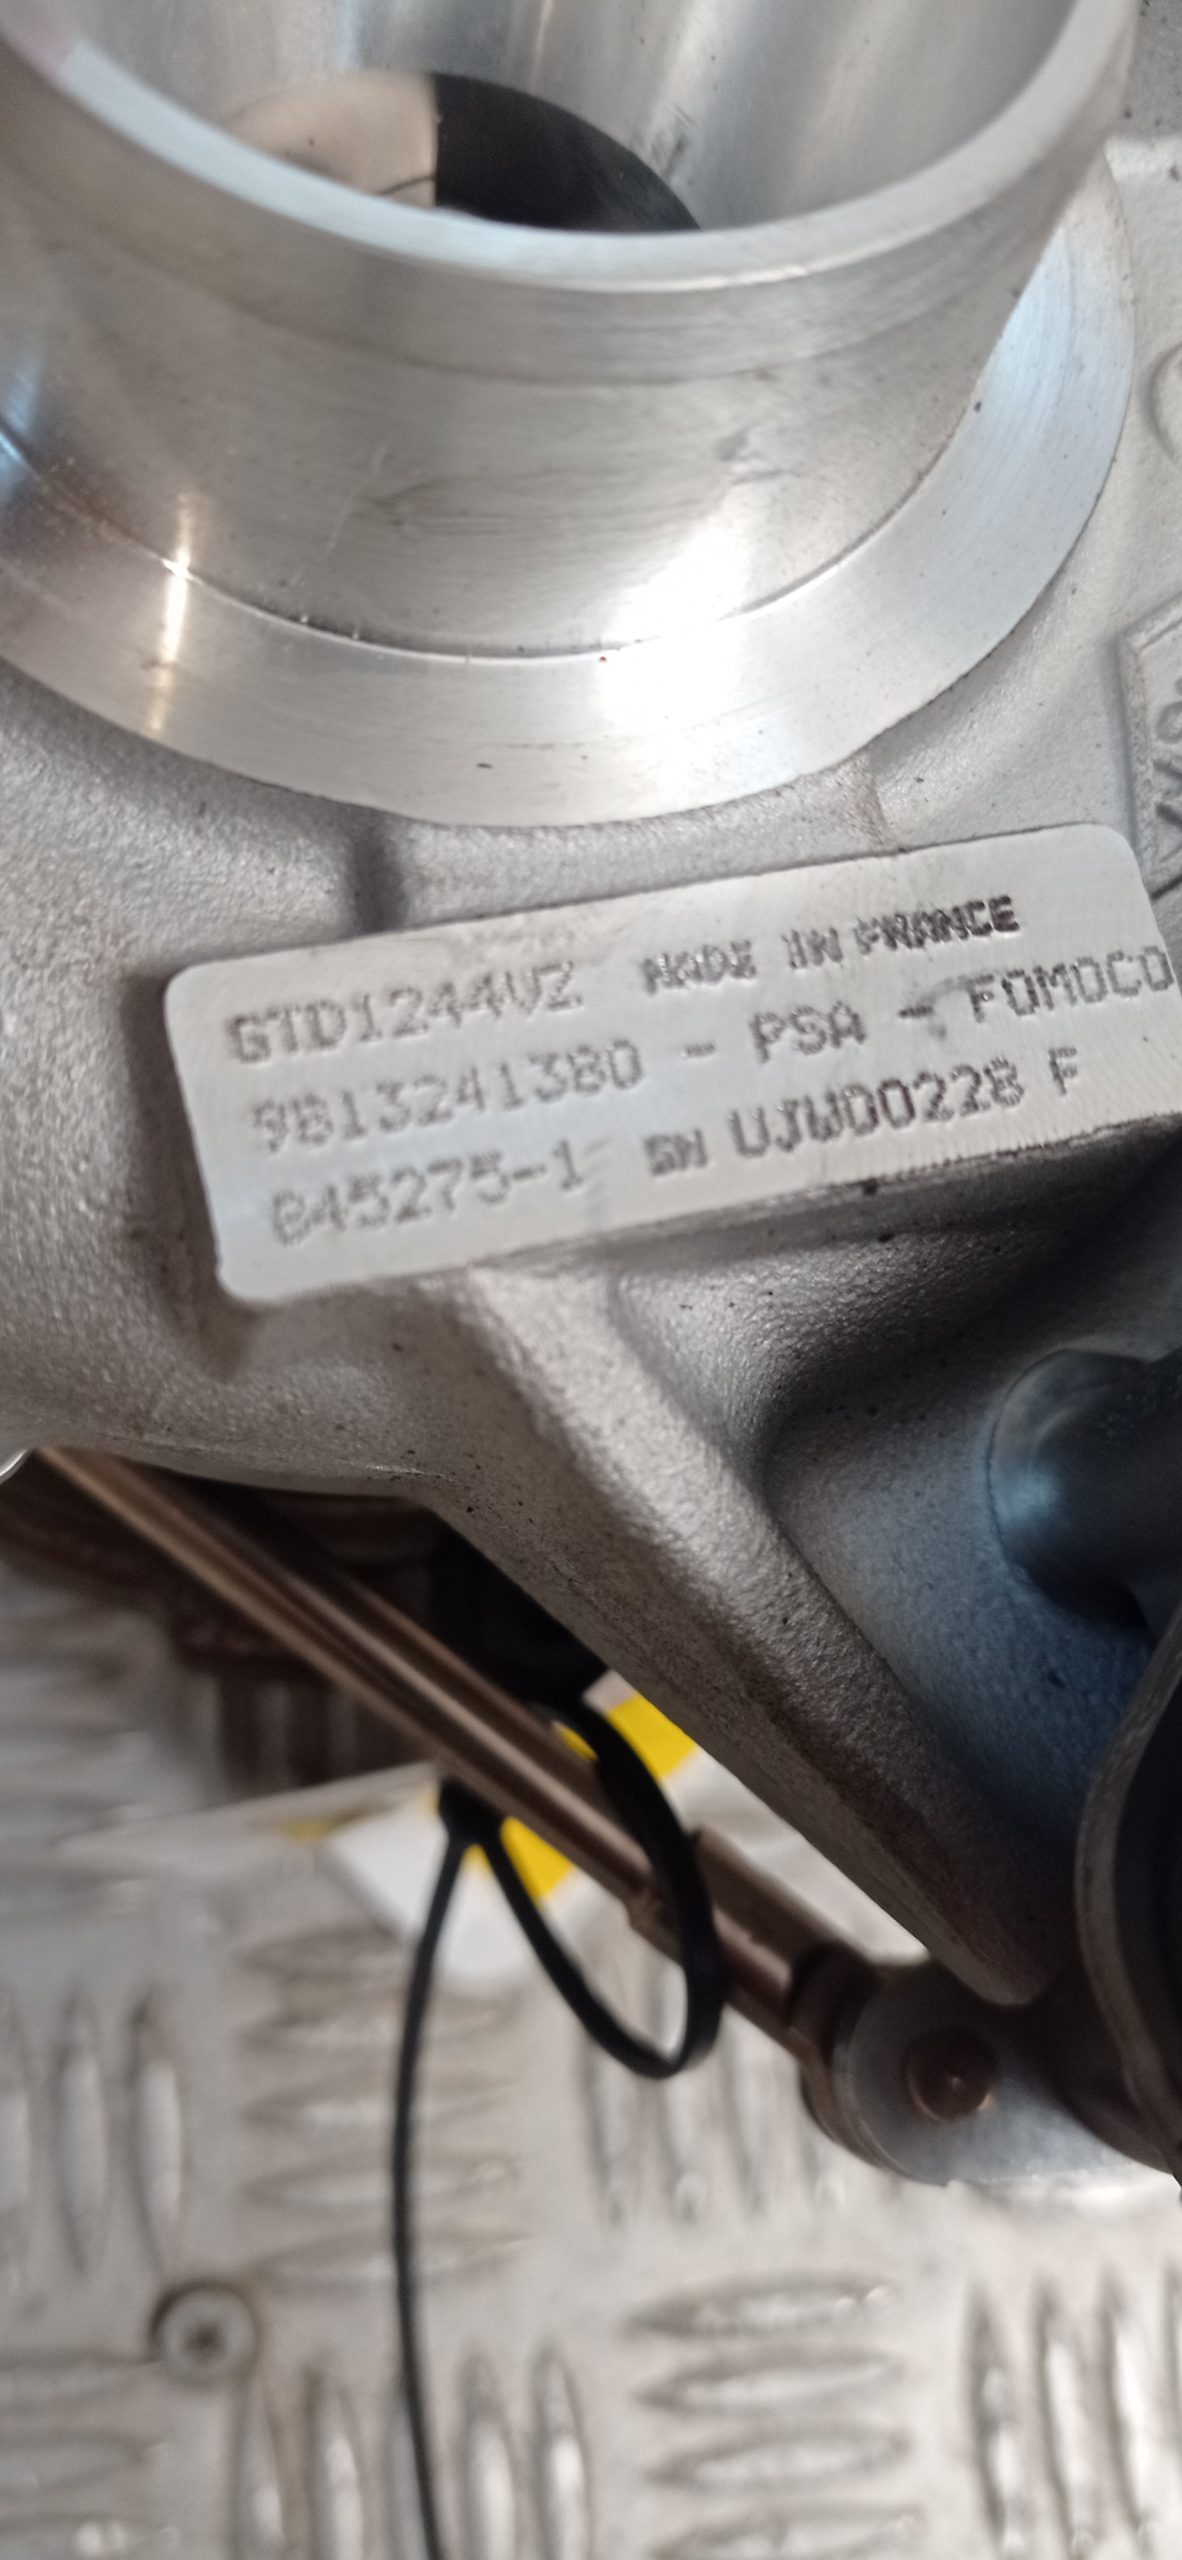 GTD1244VZ MADE IN FRANCE
9813241380 - PSA - FOMOCO
845275-1 SN UJW00228 F